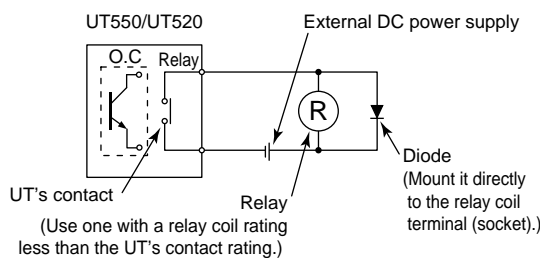 UT550/UT520
External DC power supply
O.C
Relay
R
Diode
(Mount it directly
to the relay coil
terminal (socket).)
UT's contact
Relay
(Use one with a relay coil rating
less than the UT's contact rating.)